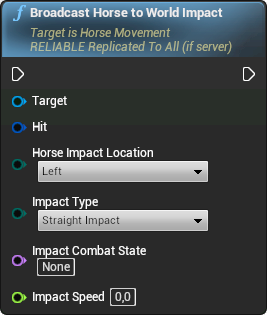 f Broadcast Horse to World Impact
Target is Horse Movement
RELIABLE Replicated To All (if server)
Target
Hit
Horse Impact Location
Left
Impact Type
Straight Impact
Impact Combat State
None
Impact Speed 0,0